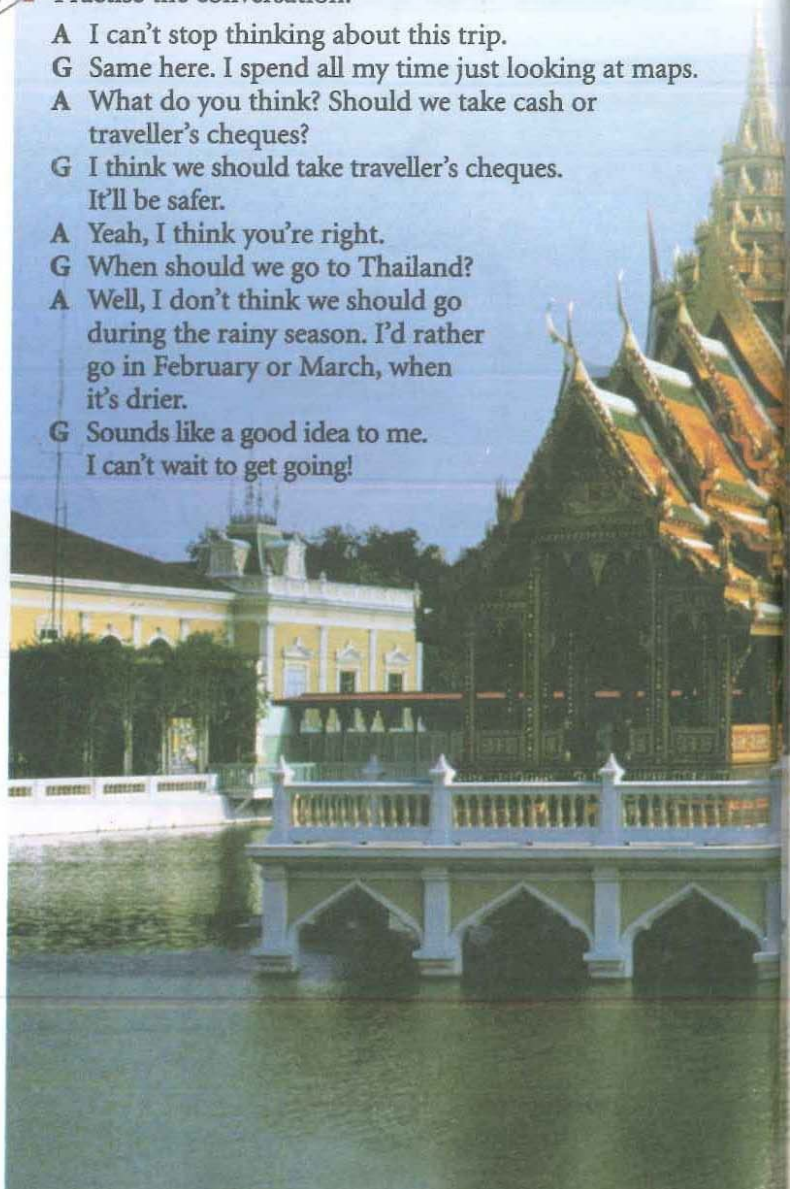 Practise the conversation.
A I can't stop thinking about this trip.
G Same here. I spend all my time just looking at maps.
A What do you think? Should we take cash or
traveller's cheques?
G I think we should take traveller's cheques.
It'll be safer.
A Yeah, I think you're right.
G When should we go to Thailand?
A Well, I don't think we should go
during the rainy season. I'd rather
go in February or March, when
it's drier.
G Sounds like a good idea to me.
I can't wait to get going!